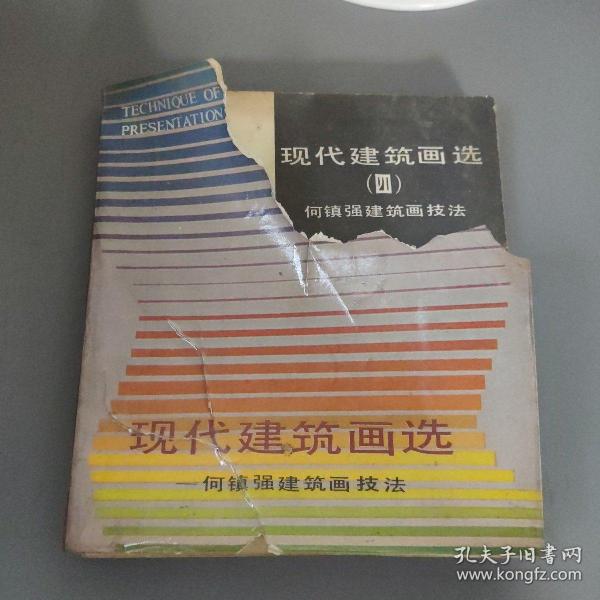 TECHNIQUE OF
PRESENTATION
现代建筑画选
(四)
何镇强建筑画技法
现代建筑画选
—何镇强建筑画技法
孔夫子旧书网
www.kongfz.com